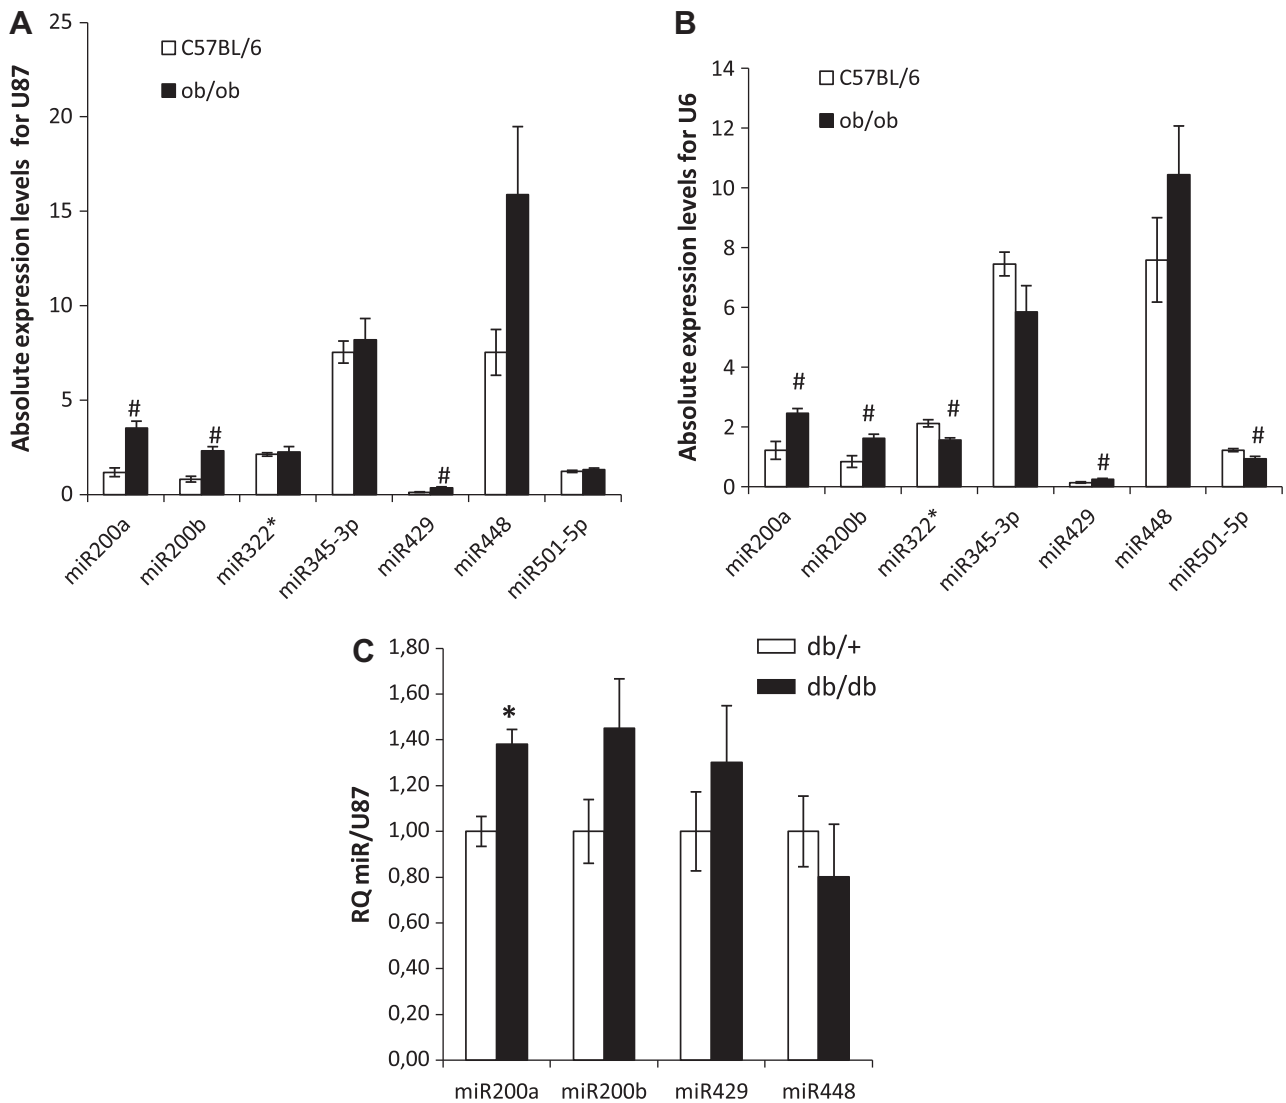 A
Absolute expression levels for U87
25
20
15
10
5
0
C57BL/6
ob/ob
#
#
#
miR200a
miR200b
miR322*
miR345-3p
miR429
miR448
miR501-5p
B
Absolute expression levels for U6
14
12
10
8
6
4
2
0
C57BL/6
ob/ob
#
#
#
#
#
miR200a
miR200b
miR322*
miR345-3p
miR429
miR448
miR501-5p
C
RQ miR/U87
1,80
1,60
1,40
1,20
1,00
0,80
0,60
0,40
0,20
0,00
db/+
db/db
*
miR200a
miR200b
miR429
miR448